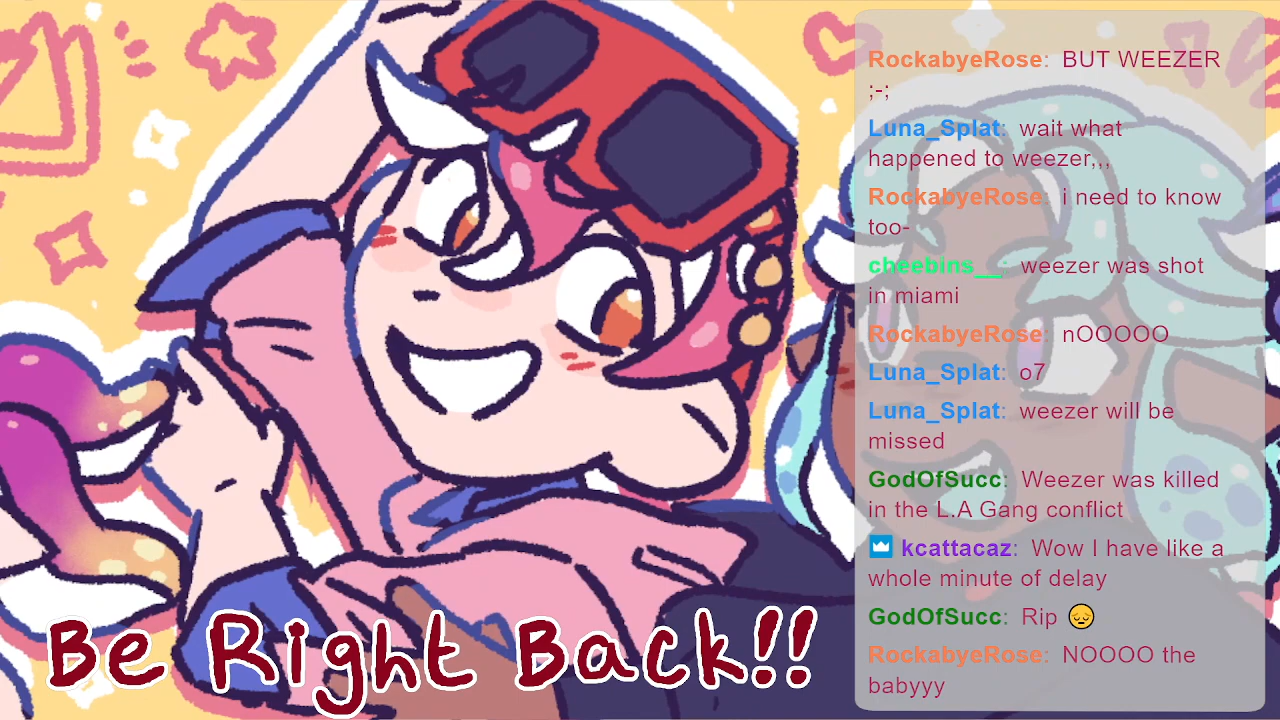 RockabyeRose: BUT WEEZER
;-;
Luna_Splat: wait what
happened to weezer,,,
RockabyeRose: i need to know
too-
cheebins__: weezer was shot
in miami
RockabyeRose: nOOOOO
Luna_Splat: o7
Luna_Splat: weezer will be
missed
GodOfSucc: Weezer was killed
in the L.A Gang conflict
kcattacaz: Wow I have like a
whole minute of delay
GodOfSucc: Rip 😔
RockabyeRose: NOOOO the
babyyy
Be Right Back!!